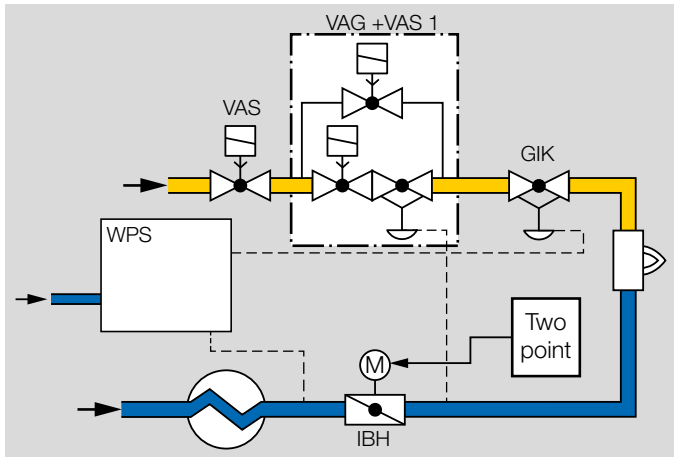 VAG +VAS 1
VAS
GIK
WPS
Two
point
M
IBH